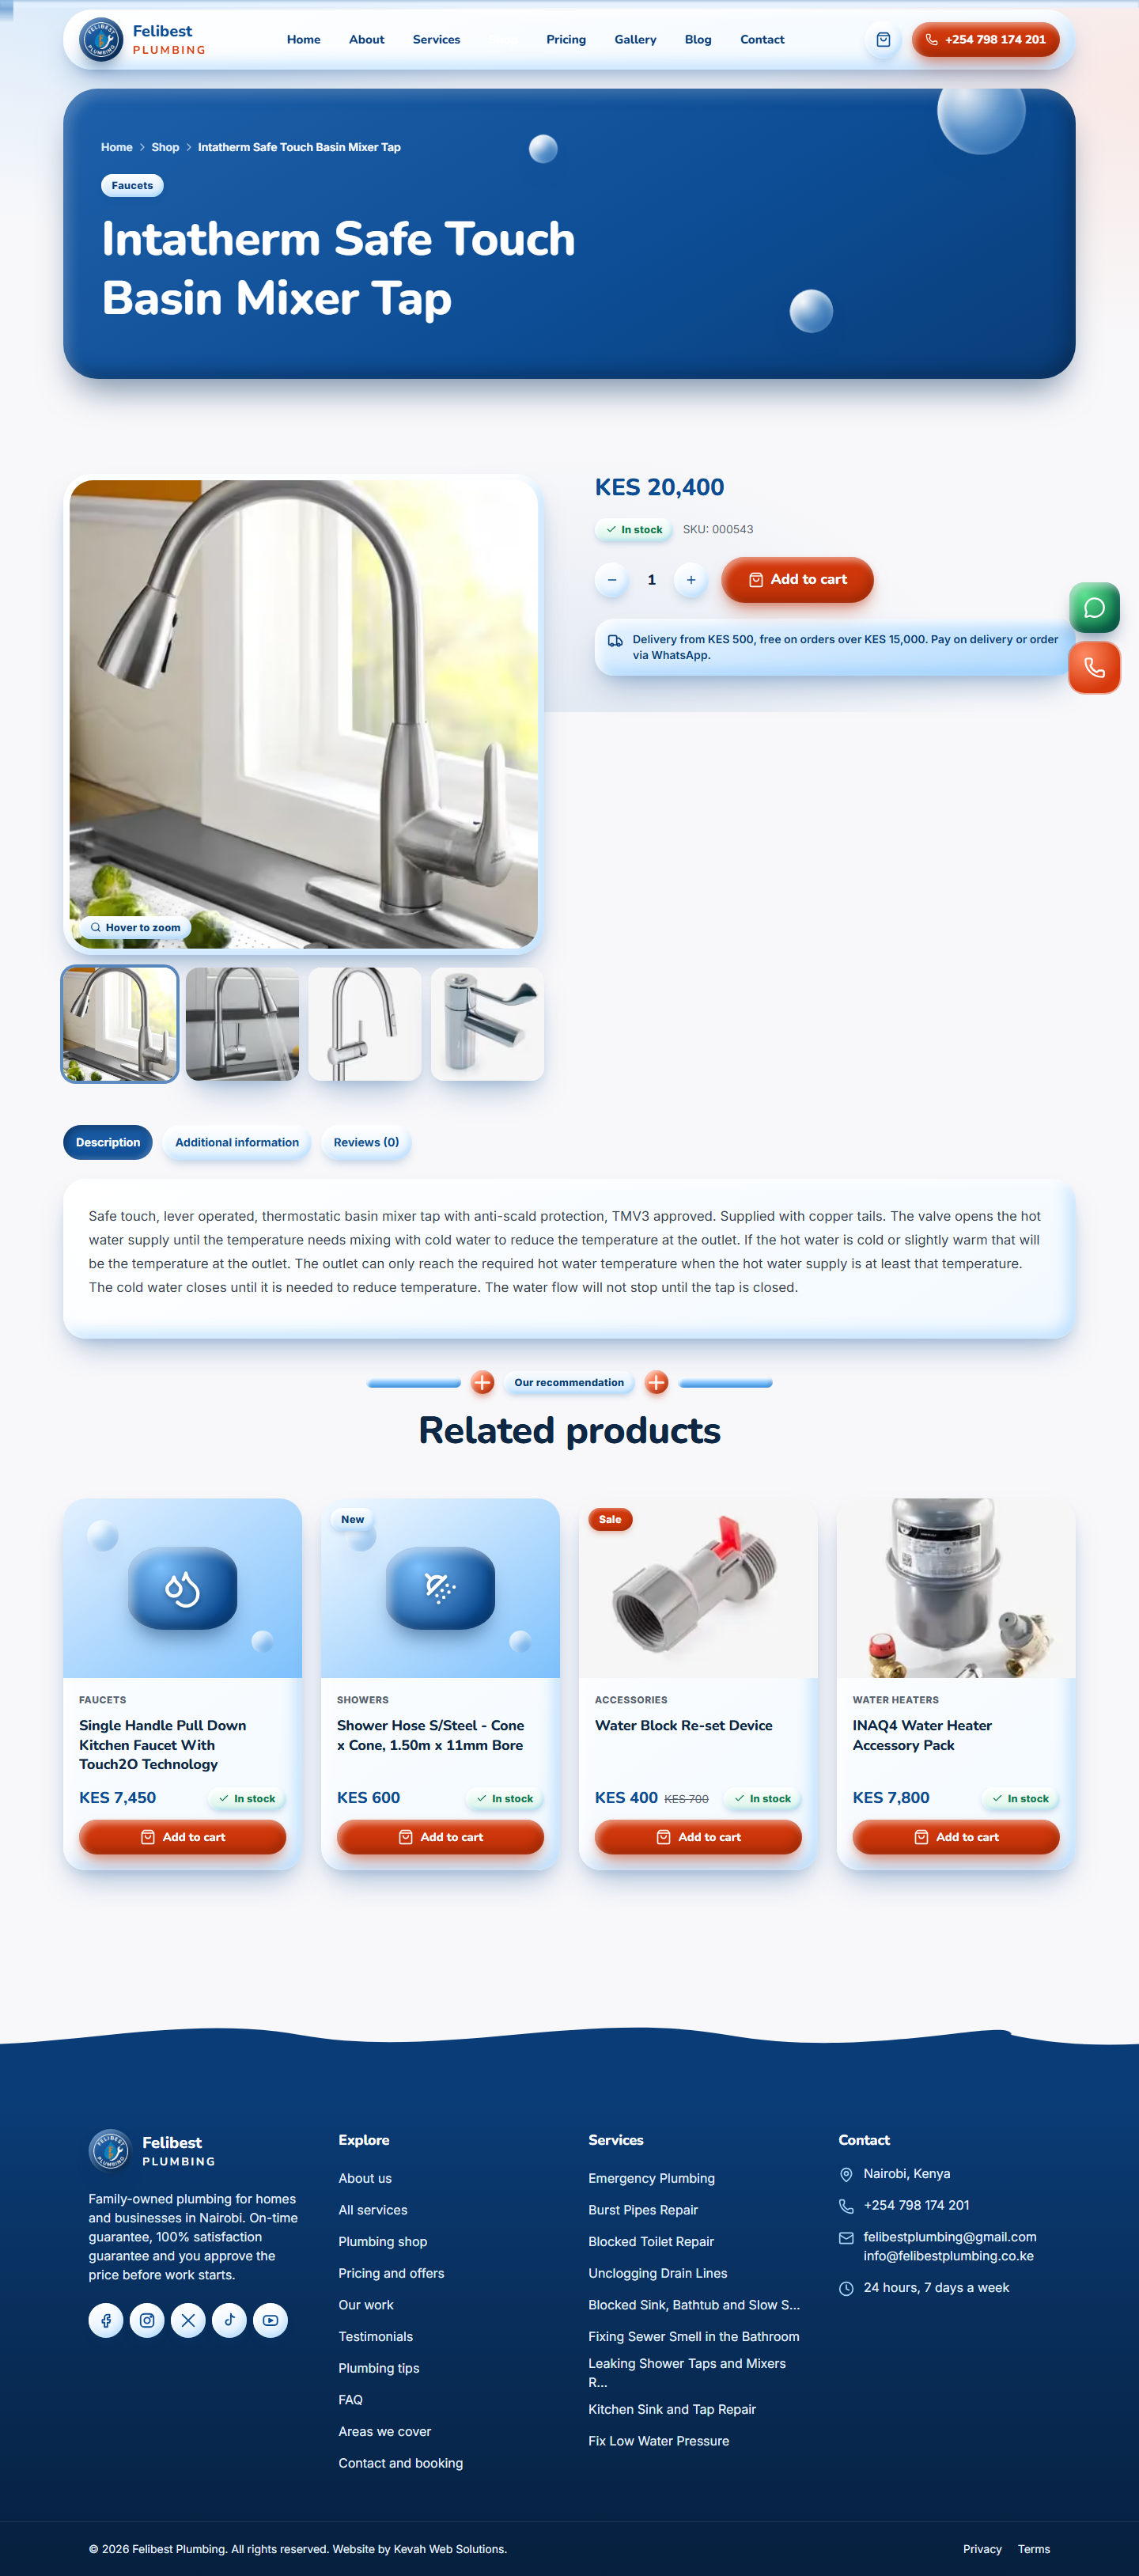 Felibest
PLUMBING
Home
About
Services
Pricing
Gallery
Blog
Contact
+254 798 174 201
Home > Shop > Intatherm Safe Touch Basin Mixer Tap
Faucets
Intatherm Safe Touch
Basin Mixer Tap
KES 20,400
In stock
SKU: 000543
− 1 +
Add to cart
Delivery from KES 500, free on orders over KES 15,000. Pay on delivery or order
via WhatsApp.
Hover to zoom
Description
Additional information
Reviews (0)
Safe touch, lever operated, thermostatic basin mixer tap with anti-scald protection, TMV3 approved. Supplied with copper tails. The valve opens the hot
water supply until the temperature needs mixing with cold water to reduce the temperature at the outlet. If the hot water is cold or slightly warm that will
be the temperature at the outlet. The outlet can only reach the required hot water temperature when the hot water supply is at least that temperature.
The cold water closes until it is needed to reduce temperature. The water flow will not stop until the tap is closed.
Our recommendation
Related products
FAUCETS
Single Handle Pull Down
Kitchen Faucet With
Touch2O Technology
KES 7,450
In stock
Add to cart
New
SHOWERS
Shower Hose S/Steel - Cone
x Cone, 1.50m x 11mm Bore
KES 600
In stock
Add to cart
Sale
ACCESSORIES
Water Block Re-set Device
KES 400 KES 700
In stock
Add to cart
WATER HEATERS
INAQ4 Water Heater
Accessory Pack
KES 7,800
In stock
Add to cart
Felibest
PLUMBING
Family-owned plumbing for homes
and businesses in Nairobi. On-time
guarantee, 100% satisfaction
guarantee and you approve the
price before work starts.
Explore
About us
All services
Plumbing shop
Pricing and offers
Our work
Testimonials
Plumbing tips
FAQ
Areas we cover
Contact and booking
Services
Emergency Plumbing
Burst Pipes Repair
Blocked Toilet Repair
Unclogging Drain Lines
Blocked Sink, Bathtub and Slow S...
Fixing Sewer Smell in the Bathroom
Leaking Shower Taps and Mixers
R...
Kitchen Sink and Tap Repair
Fix Low Water Pressure
Contact
Nairobi, Kenya
+254 798 174 201
felibestplumbing@gmail.com
info@felibestplumbing.co.ke
24 hours, 7 days a week
© 2026 Felibest Plumbing. All rights reserved. Website by Kevah Web Solutions.
Privacy
Terms